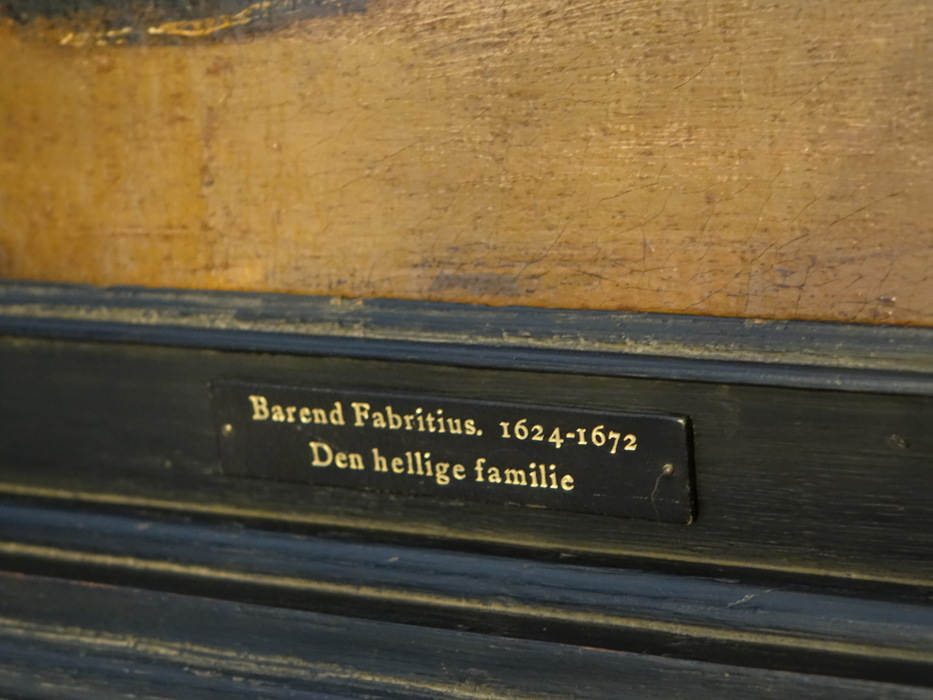 Barend Fabritius. 1624-1672
Den hellige familie